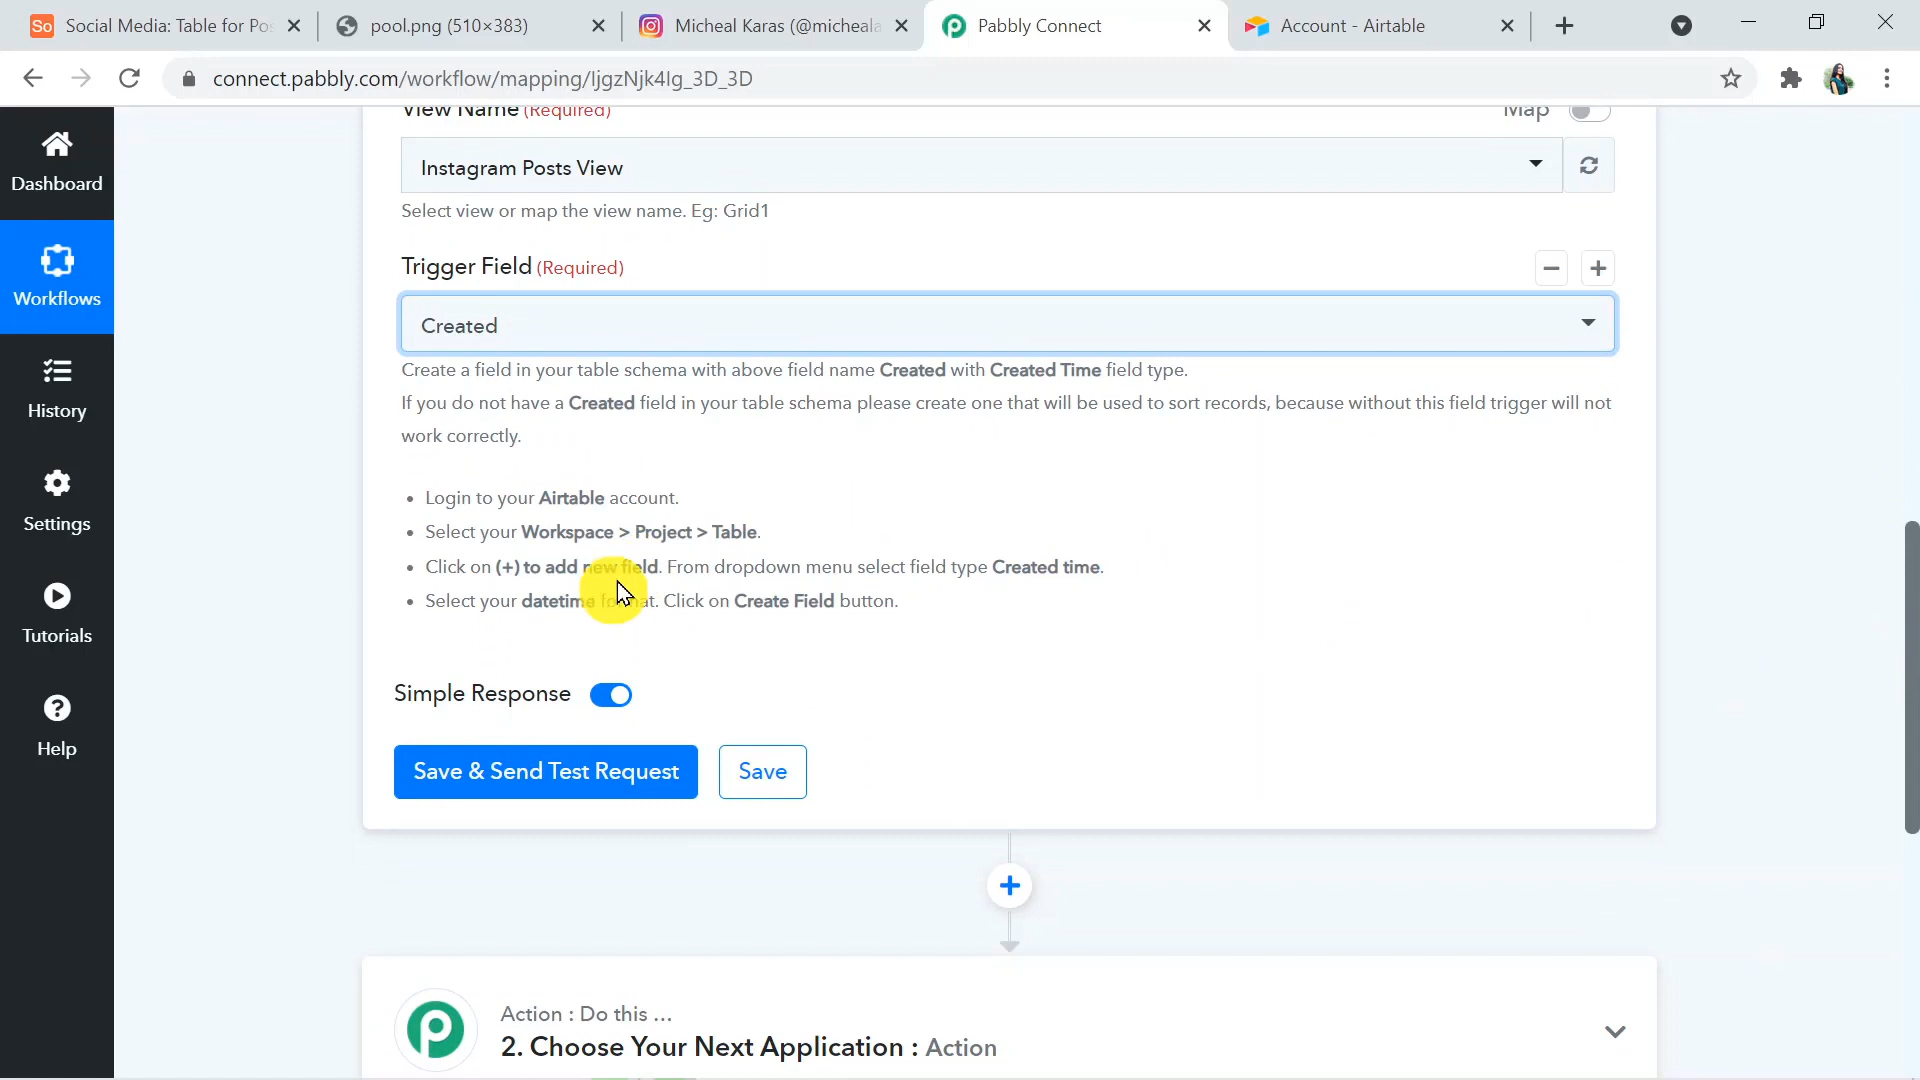 So Social Media: Table for Pos
pool.png (510×383)
Micheal Karas (@micheala
Pabbly Connect
Account - Airtable
connect.pabbly.com/workflow/mapping/IjgzNjk4Ig_3D_3D
Dashboard
Workflows
History
Settings
Tutorials
Help
View Name (Required)
Map
Instagram Posts View
Select view or map the view name. Eg: Grid1
Trigger Field (Required)
Created
Create a field in your table schema with above field name Created with Created Time field type.
If you do not have a Created field in your table schema please create one that will be used to sort records, because without this field trigger will not
work correctly.
• Login to your Airtable account.
• Select your Workspace > Project > Table.
• Click on (+) to add new field. From dropdown menu select field type Created time.
• Select your datetime format. Click on Create Field button.
Simple Response
Save & Send Test Request
Save
Action : Do this ...
2. Choose Your Next Application : Action